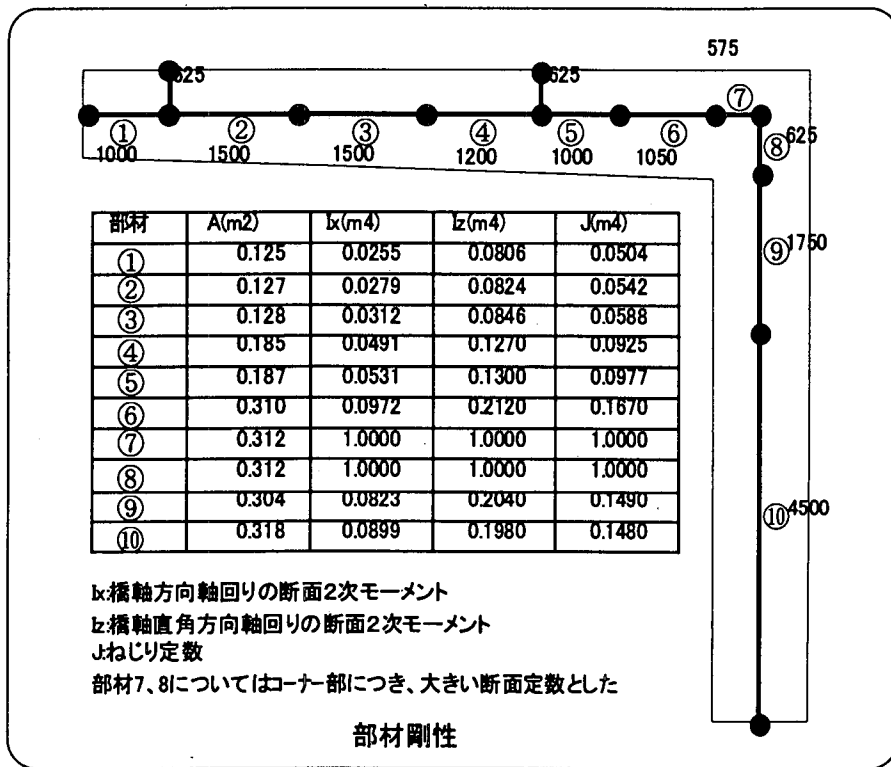 575
625 625 ⑦
① ② ③ ④ ⑤ ⑥ ⑧ 625
1000 1500 1500 1200 1000 1050
部材 A(m2) Ix(m4) Iz(m4) J(m4)
① 0.125 0.0255 0.0806 0.0504
⑨ 1750
② 0.127 0.0279 0.0824 0.0542
③ 0.128 0.0312 0.0846 0.0588
④ 0.185 0.0491 0.1270 0.0925
⑤ 0.187 0.0531 0.1300 0.0977
⑥ 0.310 0.0972 0.2120 0.1670
⑦ 0.312 1.0000 1.0000 1.0000
⑧ 0.312 1.0000 1.0000 1.0000
⑨ 0.304 0.0823 0.2040 0.1490
⑩ 4500
⑩ 0.318 0.0899 0.1980 0.1480
Ix:橋軸方向軸回りの断面2次モーメント
Iz:橋軸直角方向軸回りの断面2次モーメント
J:ねじり定数
部材7、8についてはコーナー部につき、大きい断面定数とした
部材剛性